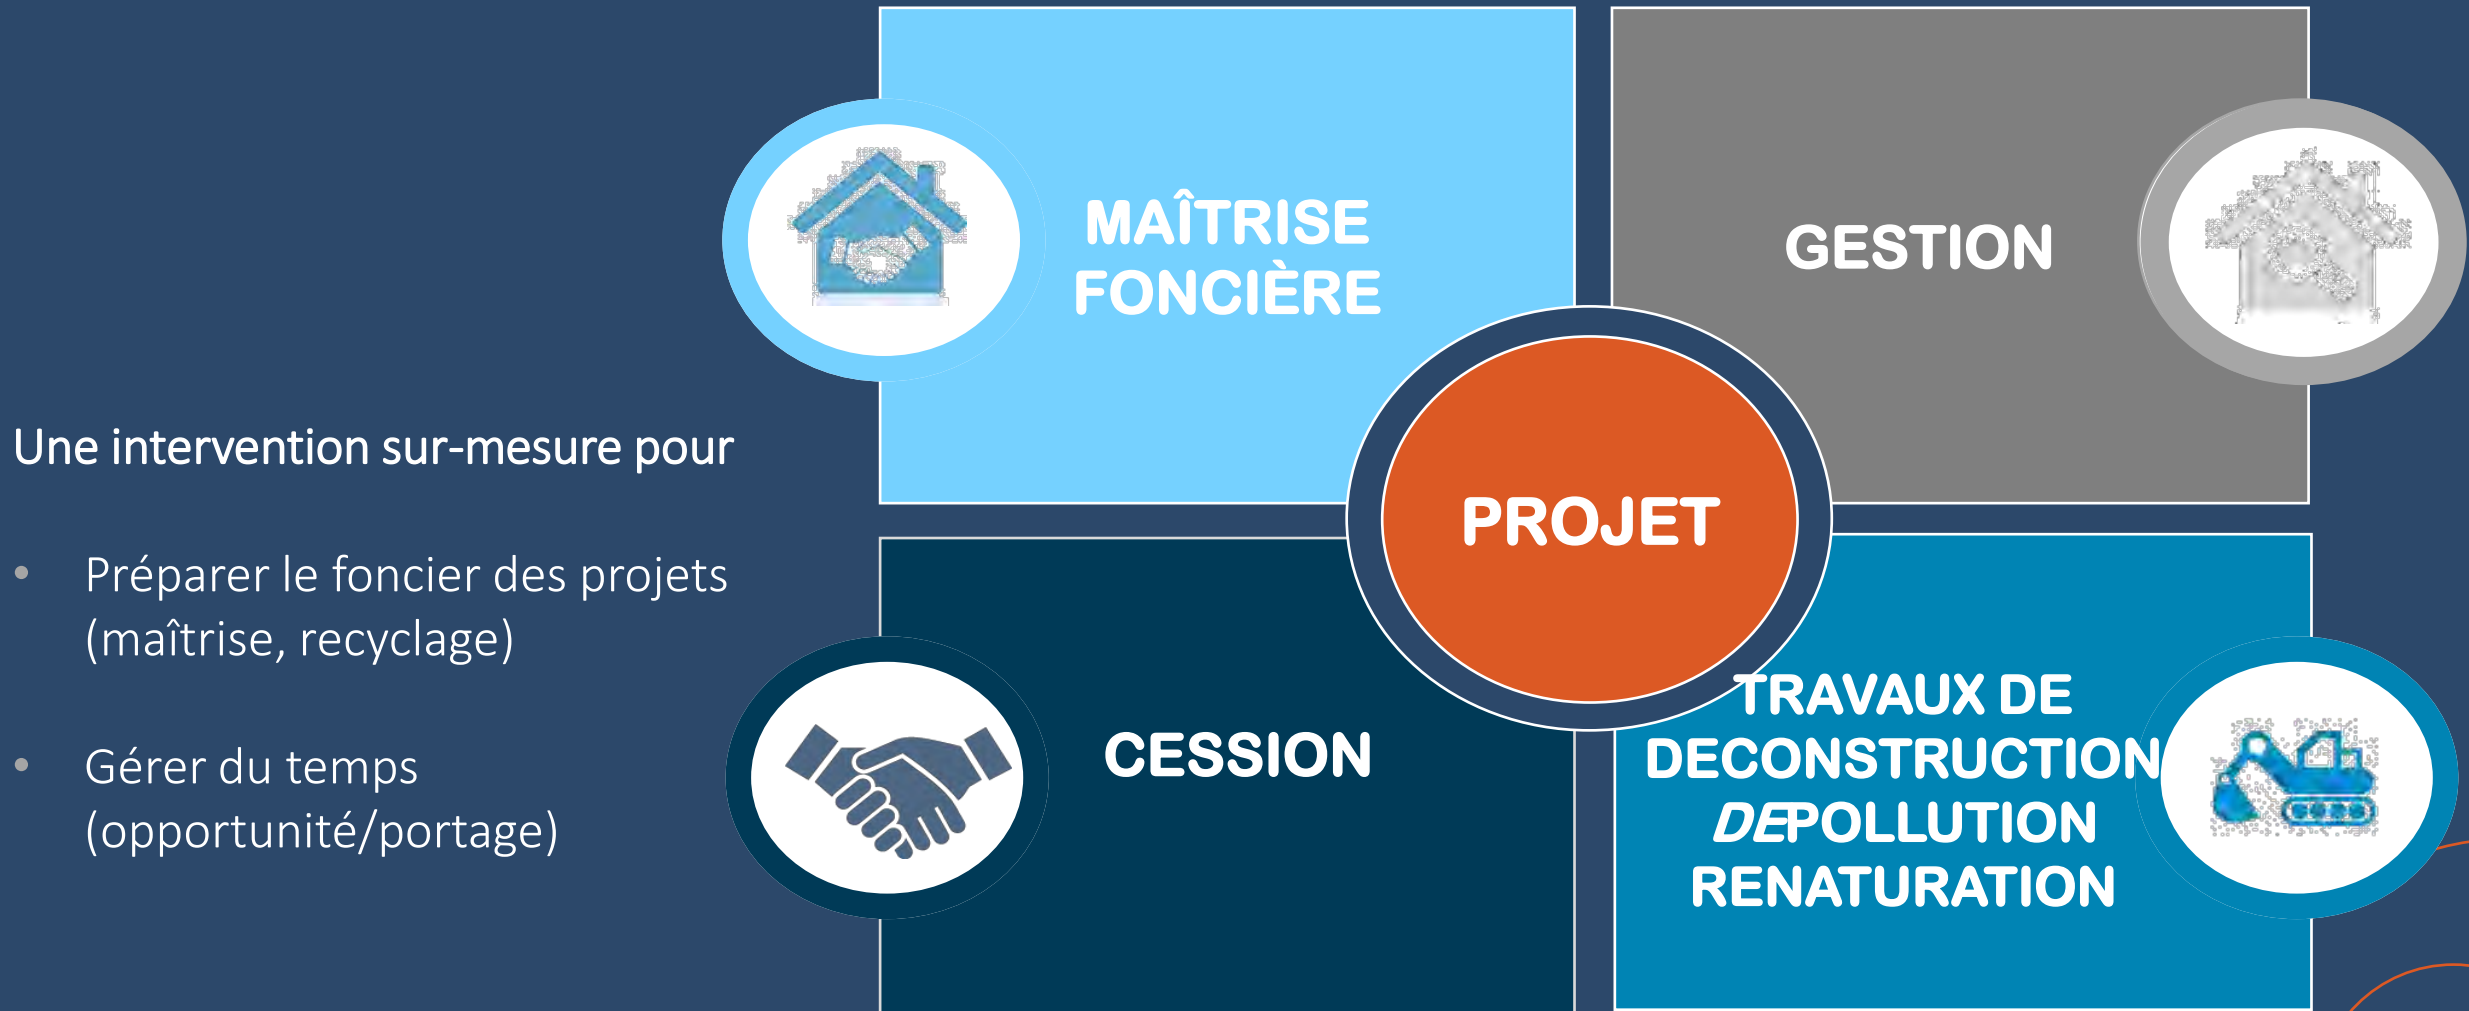 Une intervention sur-mesure pour
• Préparer le foncier des projets
(maîtrise, recyclage)
• Gérer du temps
(opportunité/portage)
MAÎTRISE
FONCIÈRE
GESTION
PROJET
CESSION
TRAVAUX DE
DECONSTRUCTION
DEPOLLUTION
RENATURATION